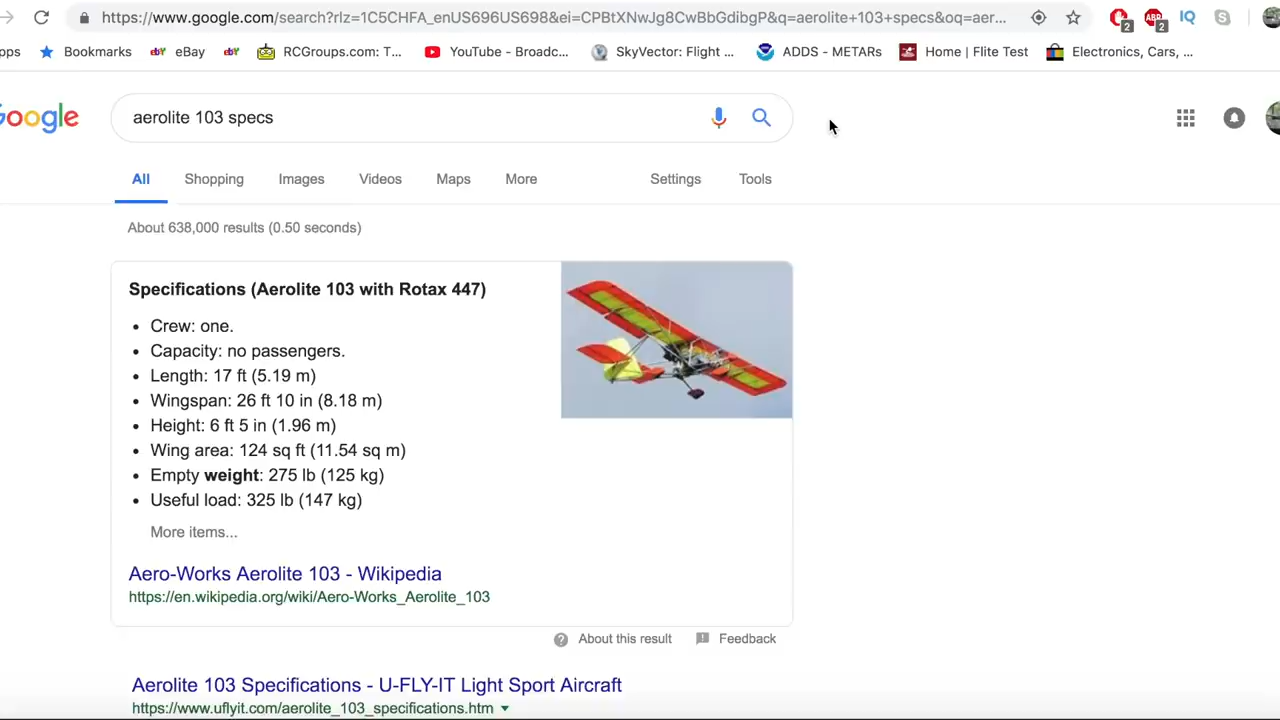 https://www.google.com/search?rlz=1C5CHFA_enUS696US698&ei=CPBtXNwJg8CwBbGdibgP&q=aerolite+103+specs&oq=aer...
2
2
IQ
pps
Bookmarks
eBay
RCGroups.com: T...
YouTube - Broadc...
SkyVector: Flight ...
ADDS - METARs
Home | Flite Test
Electronics, Cars, ...
Google
aerolite 103 specs
All
Shopping
Images
Videos
Maps
More
Settings
Tools
About 638,000 results (0.50 seconds)
Specifications (Aerolite 103 with Rotax 447)
• Crew: one.
• Capacity: no passengers.
• Length: 17 ft (5.19 m)
• Wingspan: 26 ft 10 in (8.18 m)
• Height: 6 ft 5 in (1.96 m)
• Wing area: 124 sq ft (11.54 sq m)
• Empty weight: 275 lb (125 kg)
• Useful load: 325 lb (147 kg)
More items...
Aero-Works Aerolite 103 - Wikipedia
https://en.wikipedia.org/wiki/Aero-Works_Aerolite_103
About this result
Feedback
Aerolite 103 Specifications - U-FLY-IT Light Sport Aircraft
https://www.uflyit.com/aerolite_103_specifications.htm